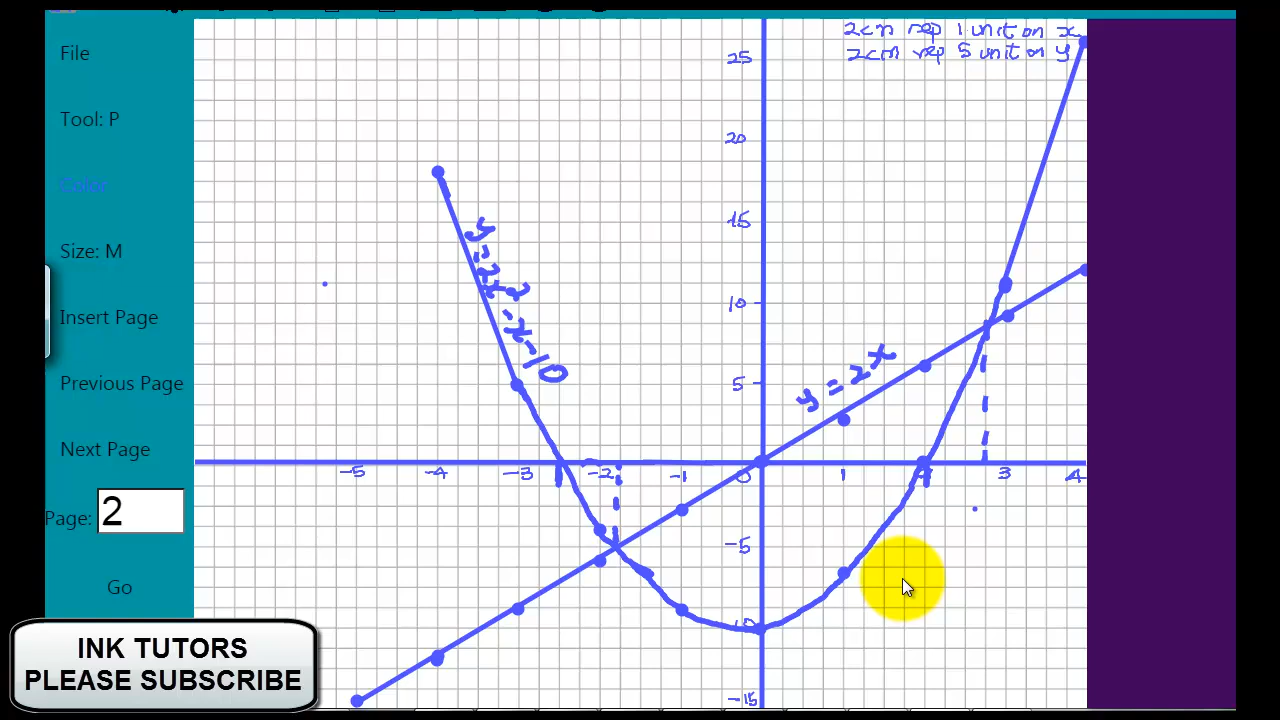 2cm rep 1 unit on x
2cm rep 5 unit on y
File
Tool: P
Color
Size: M
Insert Page
Previous Page
Next Page
Page: 2
Go
25
20
15
10
5
-5
-10
-15
-5 -4 -3 -2 -1 0 1 3 4
y = 2x² - x - 10
y = 2x
INK TUTORS
PLEASE SUBSCRIBE